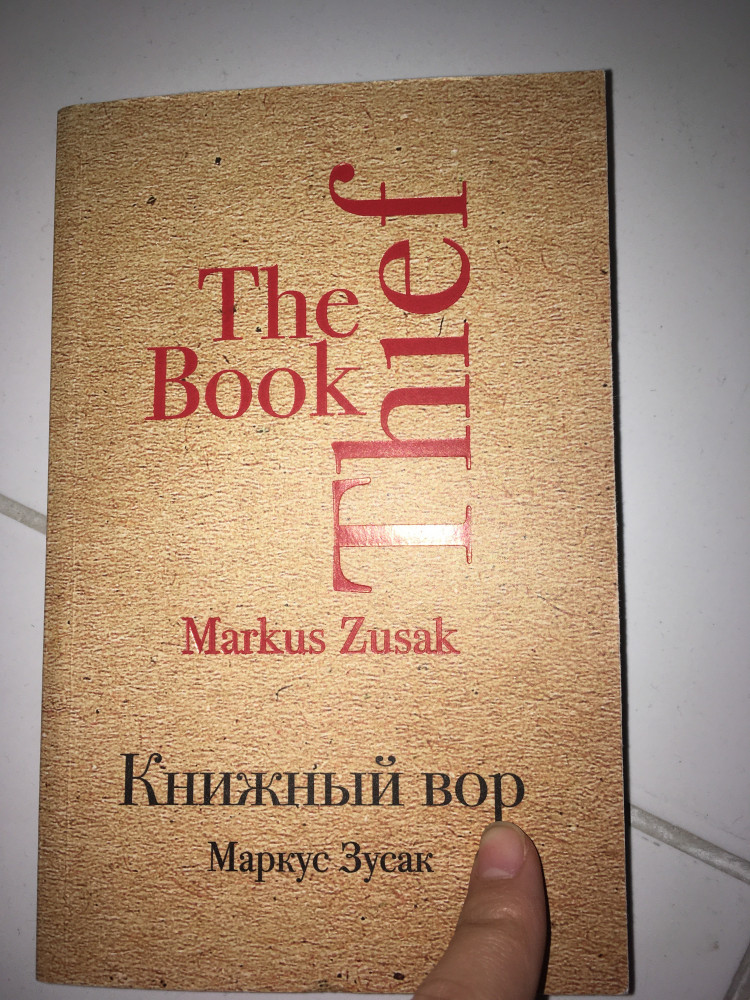 The
Book
Thief
Markus Zusak
Книжный вор
Маркус Зусак